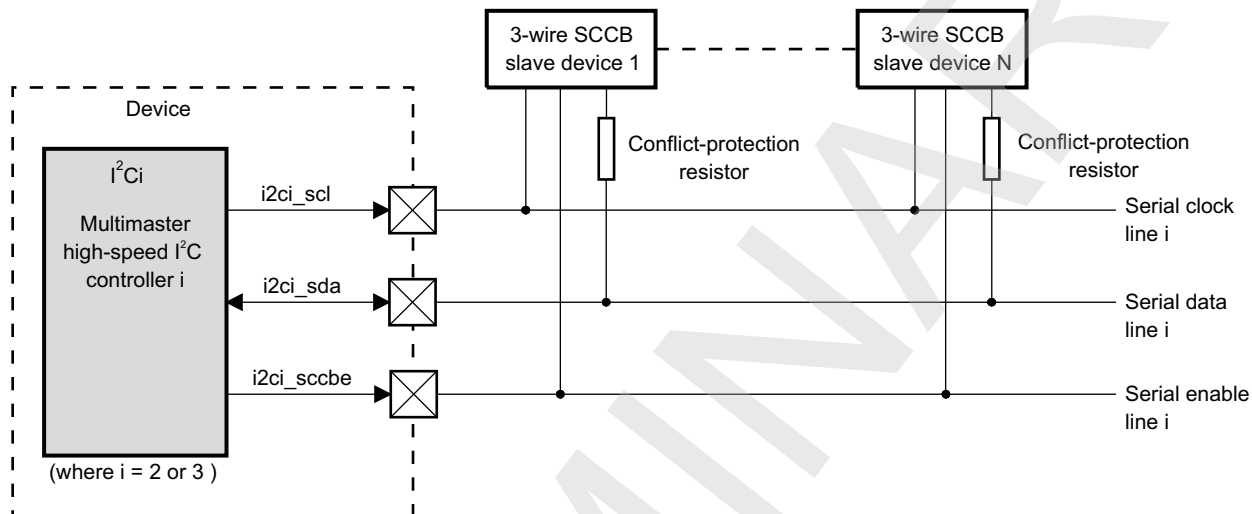 3-wire SCCB
slave device 1
3-wire SCCB
slave device N
Device
I²Ci
Multimaster
high-speed I²C
controller i
(where i = 2 or 3 )
i2ci_scl
i2ci_sda
i2ci_sccbe
Conflict-protection
resistor
Conflict-protection
resistor
Serial clock
line i
Serial data
line i
Serial enable
line i
MINAR